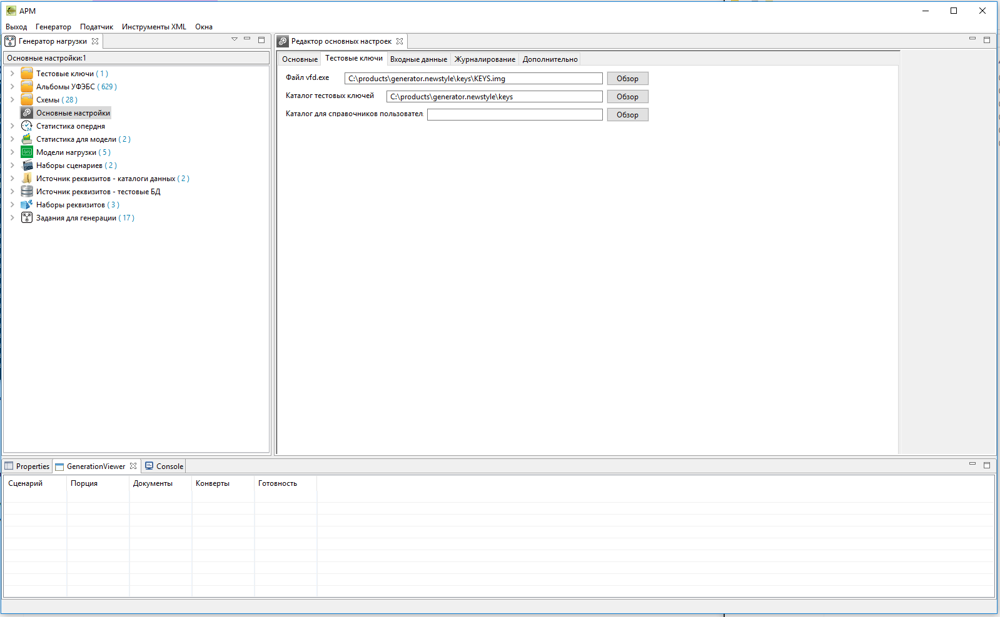 АРМ
Выход Генератор Податчик Инструменты XML Окна
Генератор нагрузки
Основные настройки:1
Тестовые ключи ( 1 )
Альбомы УФЭБС ( 629 )
Схемы ( 28 )
Основные настройки
Статистика опердня
Статистика для модели ( 2 )
Модели нагрузки ( 5 )
Наборы сценариев ( 2 )
Источник реквизитов - каталоги данных ( 2 )
Источник реквизитов - тестовые БД
Наборы реквизитов ( 3 )
Задания для генерации ( 17 )
Редактор основных настроек
Основные Тестовые ключи Входные данные Журналирование Дополнительно
Файл vfd.exe C:\products\generator.newstyle\keys\KEYS.img Обзор
Каталог тестовых ключей C:\products\generator.newstyle\keys Обзор
Каталог для справочников пользовател Обзор
Properties GenerationViewer Console
Сценарий Порция Документы Конверты Готовность